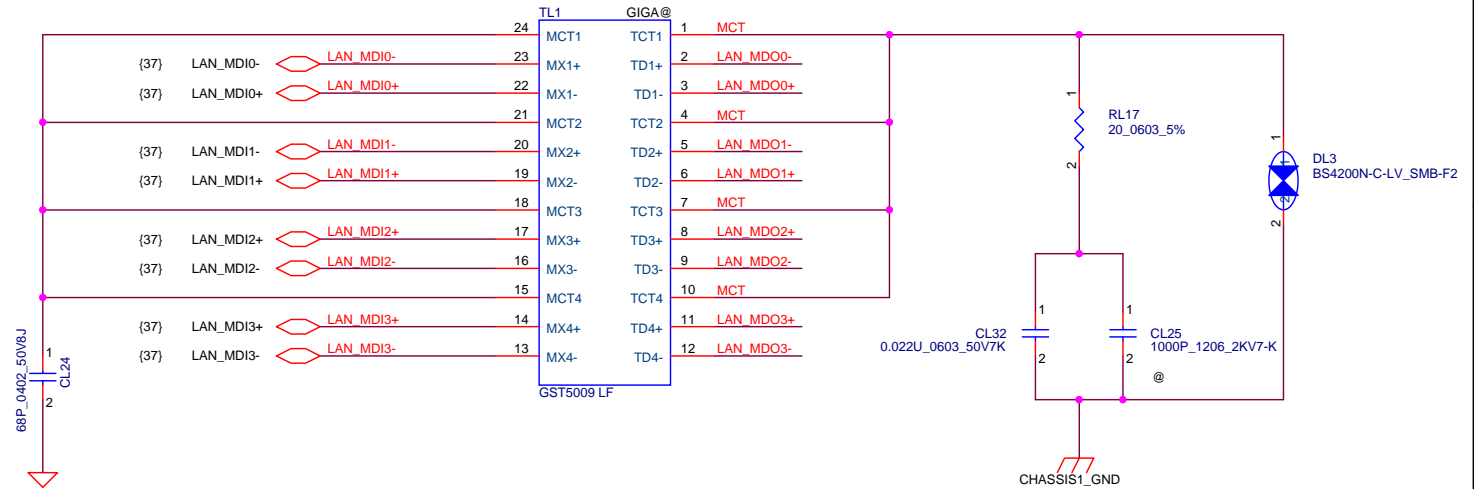 TL1 GIGA@
24 MCT1 TCT1 1 MCT
{37} LAN_MDI0- LAN_MDI0- 23 MX1+ TD1+ 2 LAN_MDO0-
{37} LAN_MDI0+ LAN_MDI0+ 22 MX1- TD1- 3 LAN_MDO0+
21 MCT2 TCT2 4 MCT
{37} LAN_MDI1- LAN_MDI1- 20 MX2+ TD2+ 5 LAN_MDO1-
{37} LAN_MDI1+ LAN_MDI1+ 19 MX2- TD2- 6 LAN_MDO1+
18 MCT3 TCT3 7 MCT
{37} LAN_MDI2+ LAN_MDI2+ 17 MX3+ TD3+ 8 LAN_MDO2+
{37} LAN_MDI2- LAN_MDI2- 16 MX3- TD3- 9 LAN_MDO2-
15 MCT4 TCT4 10 MCT
{37} LAN_MDI3+ LAN_MDI3+ 14 MX4+ TD4+ 11 LAN_MDO3+
{37} LAN_MDI3- LAN_MDI3- 13 MX4- TD4- 12 LAN_MDO3-
GST5009 LF
1
2
CL24
68P_0402_50V8J
1
RL17
20_0603_5%
2
1
DL3
BS4200N-C-LV_SMB-F2
1
2
2
1
CL32
0.022U_0603_50V7K
2
1
CL25
1000P_1206_2KV7-K
2
@
CHASSIS1_GND